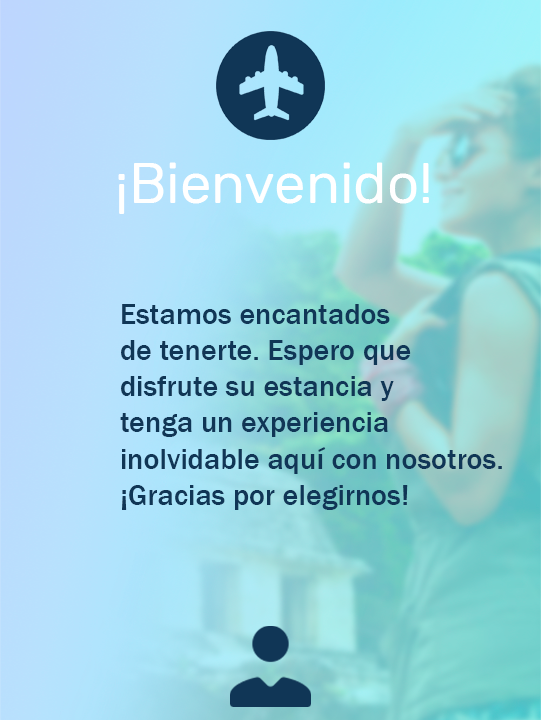 ¡Bienvenido!
Estamos encantados
de tenerte. Espero que
disfrute su estancia y
tenga un experiencia
inolvidable aquí con nosotros.
¡Gracias por elegirnos!